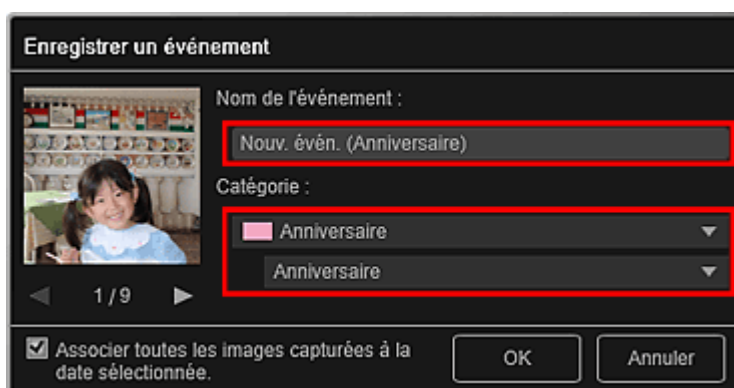 Enregistrer un événement
Nom de l'événement :
Nouv. évén. (Anniversaire)
Catégorie :
Anniversaire
Anniversaire
1 / 9
Associer toutes les images capturées à la
date sélectionnée.
OK
Annuler